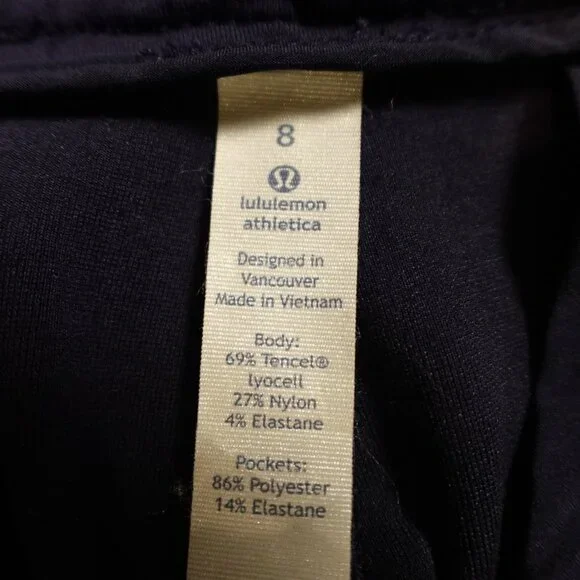 8
lululemon
athletica
Designed in
Vancouver
Made in Vietnam
Body:
69% Tencel®
lyocell
27% Nylon
4% Elastane
Pockets:
86% Polyester
14% Elastane